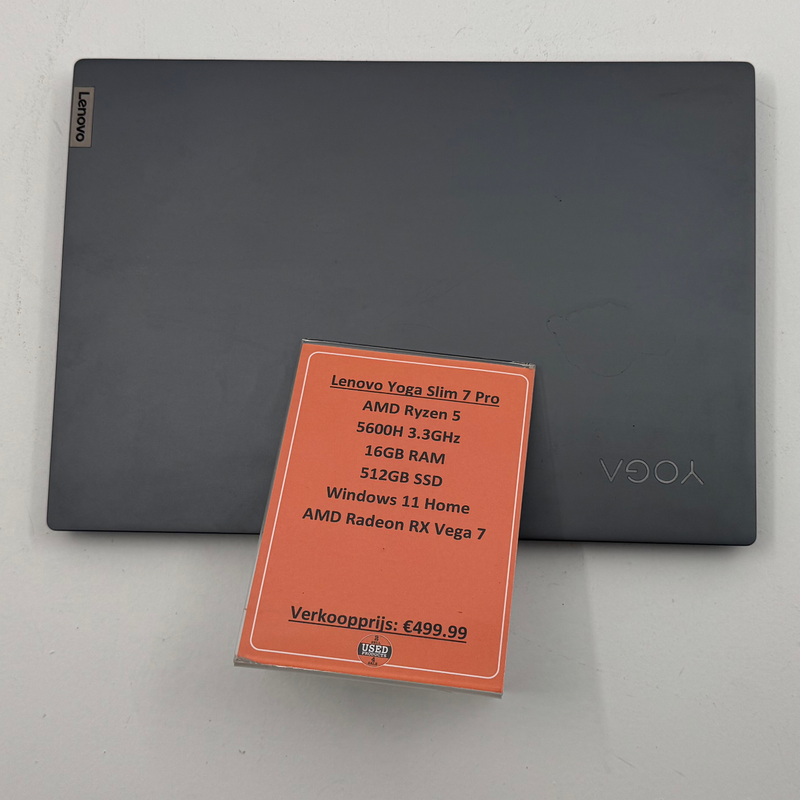 Lenovo
YOGA
Lenovo Yoga Slim 7 Pro
AMD Ryzen 5
5600H 3.3GHz
16GB RAM
512GB SSD
Windows 11 Home
AMD Radeon RX Vega 7
Verkoopprijs: €499.99
USED
PRODUCTS